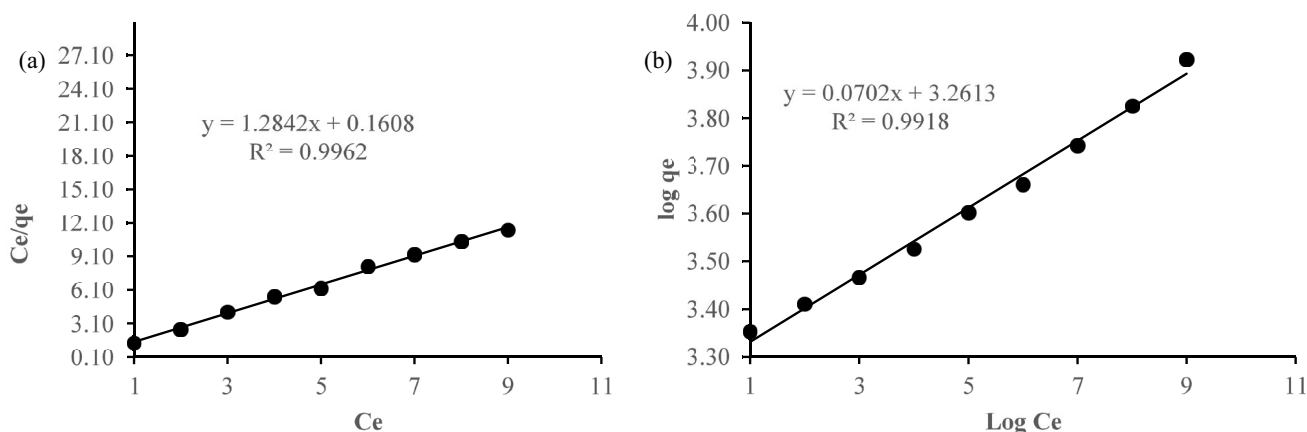 (a)
27.10
24.10
21.10
18.10
15.10
12.10
9.10
6.10
3.10
0.10
Ce/qe
y = 1.2842x + 0.1608
R² = 0.9962
1 3 5 7 9 11
Ce
(b)
4.00
3.90
3.80
3.70
3.60
3.50
3.40
3.30
log qe
y = 0.0702x + 3.2613
R² = 0.9918
1 3 5 7 9 11
Log Ce